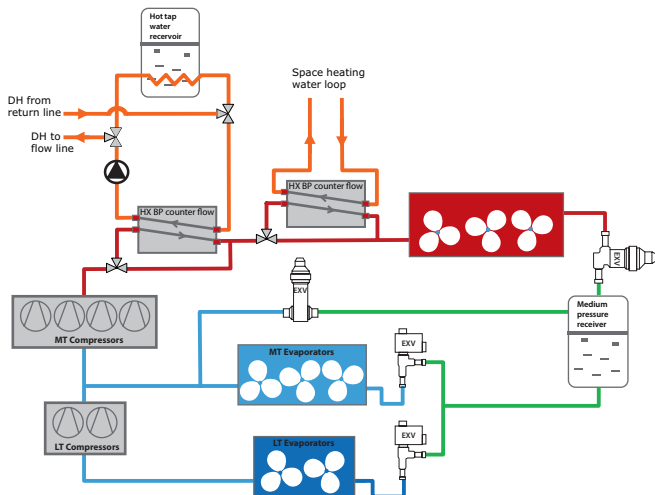 Hot tap
water
recervoir
Space heating
water loop
DH from
return line
DH to
flow line
HX BP counter flow
HX BP counter flow
EXV
EXV
Medium
pressure
receiver
MT Compressors
MT Evaporators
EXV
LT Compressors
LT Evaporators
EXV